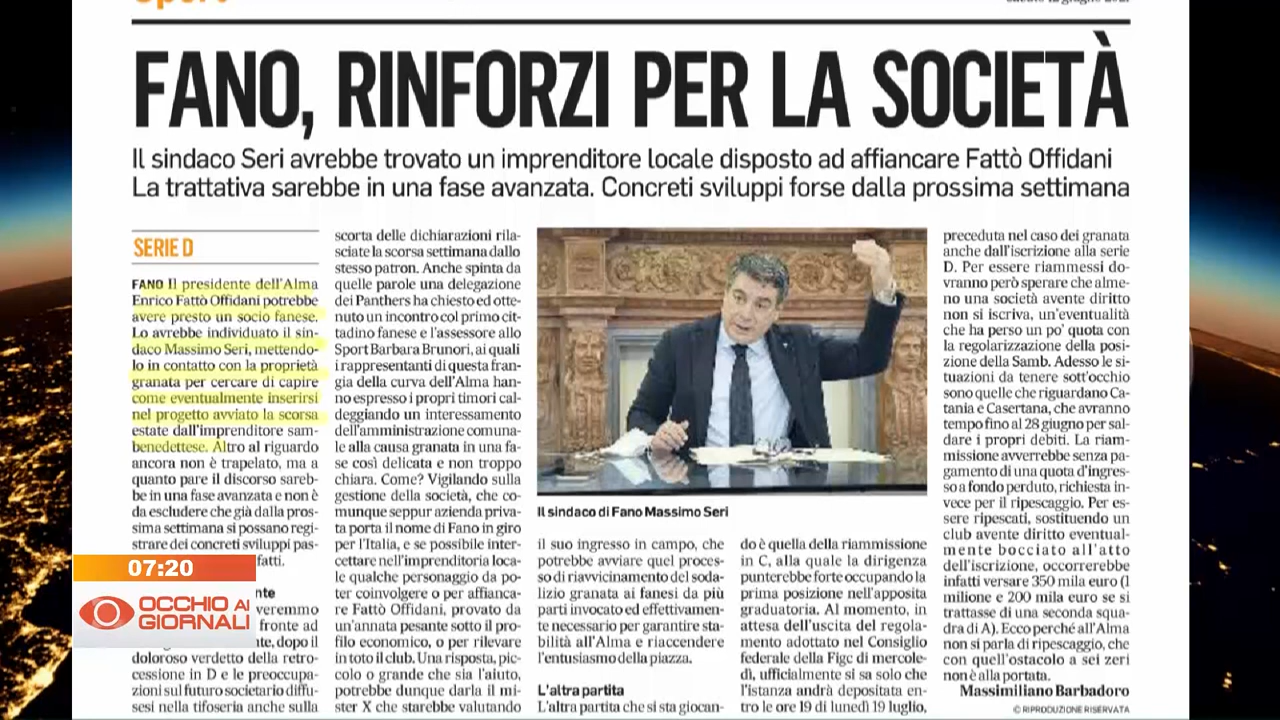 FANO, RINFORZI PER LA SOCIETÀ
Il sindaco Seri avrebbe trovato un imprenditore locale disposto ad affiancare Fattò Offidani
La trattativa sarebbe in una fase avanzata. Concreti sviluppi forse dalla prossima settimana
SERIE D
FANO Il presidente dell'Alma
Enrico Fattò Offidani potrebbe
avere presto un socio fanese.
Lo avrebbe individuato il sin-
daco Massimo Seri, mettendo-
lo in contatto con la proprietà
granata per cercare di capire
come eventualmente inserirsi
nel progetto avviato la scorsa
estate dall'imprenditore sam-
benedettese. Altro al riguardo
ancora non è trapelato, ma a
quanto pare il discorso sareb-
be in una fase avanzata e non è
da escludere che già dalla pros-
sima settimana si possano regi-
strare dei concreti sviluppi pas-
fatti.
nte
veremmo
fronte ad
te, dopo il
doloroso verdetto della retro-
cessione in D e le preoccupa-
zioni sul futuro societario diffu-
sesi nella tifoseria anche sulla
scorta delle dichiarazioni rila-
sciate la scorsa settimana dallo
stesso patron. Anche spinta da
quelle parole una delegazione
dei Panthers ha chiesto ed otte-
nuto un incontro col primo cit-
tadino fanese e l'assessore allo
Sport Barbara Brunori, ai quali
i rappresentanti di questa fran-
gia della curva dell'Alma han-
no espresso i propri timori cal-
deggiando un interessamento
dell'amministrazione comuna-
le alla causa granata in una fa-
se così delicata e non troppo
chiara. Come? Vigilando sulla
gestione della società, che co-
munque seppur azienda priva-
ta porta il nome di Fano in giro
per l'Italia, e se possibile inter-
cettare nell'imprenditoria loca-
le qualche personaggio da po-
ter coinvolgere o per affianca-
re Fattò Offidani, provato da
un'annata pesante sotto il pro-
filo economico, o per rilevare
in toto il club. Una risposta, pic-
colo o grande che sia l'aiuto,
potrebbe dunque darla il mi-
ster X che starebbe valutando
Il sindaco di Fano Massimo Seri
il suo ingresso in campo, che
potrebbe avviare quel proces-
so di riavvicinamento del soda-
lizio granata ai fanesi da più
parti invocato ed effettivamen-
te necessario per garantire sta-
bilità all'Alma e riaccendere
l'entusiasmo della piazza.
L'altra partita
L'altra partita che si sta giocan-
do è quella della riammissione
in C, alla quale la dirigenza
punterebbe forte occupando la
prima posizione nell'apposita
graduatoria. Al momento, in
attesa dell'uscita del regola-
mento adottato nel Consiglio
federale della Figc di mercole-
dì, ufficialmente si sa solo che
l'istanza andrà depositata en-
tro le ore 19 di lunedì 19 luglio,
preceduta nel caso dei granata
anche dall'iscrizione alla serie
D. Per essere riammessi do-
vranno però sperare che alme-
no una società avente diritto
non si iscriva, un'eventualità
che ha perso un po' quota con
la regolarizzazione della posi-
zione della Samb. Adesso le si-
tuazioni da tenere sott'occhio
sono quelle che riguardano Ca-
tania e Casertana, che avranno
tempo fino al 28 giugno per sal-
dare i propri debiti. La riam-
missione avverrebbe senza pa-
gamento di una quota d'ingres-
so a fondo perduto, richiesta in-
vece per il ripescaggio. Per es-
sere ripescati, sostituendo un
club avente diritto eventual-
mente bocciato all'atto
dell'iscrizione, occorrerebbe
infatti versare 350 mila euro (1
milione e 200 mila euro se si
trattasse di una seconda squa-
dra di A). Ecco perché all'Alma
non si parla di ripescaggio, che
con quell'ostacolo a sei zeri
non è alla portata.
Massimiliano Barbadoro
© RIPRODUZIONE RISERVATA
07:20
OCCHIO AI
GIORNALI